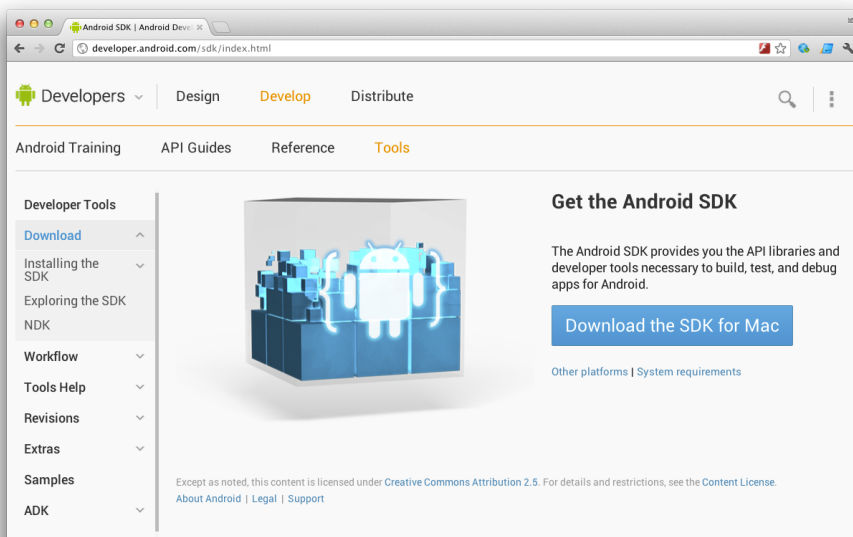 Android SDK | Android Devel
developer.android.com/sdk/index.html
Developers
Design
Develop
Distribute
Android Training
API Guides
Reference
Tools
Developer Tools
Download
Installing the
SDK
Exploring the SDK
NDK
Workflow
Tools Help
Revisions
Extras
Samples
ADK
Get the Android SDK
The Android SDK provides you the API libraries and
developer tools necessary to build, test, and debug
apps for Android.
Download the SDK for Mac
Other platforms | System requirements
Except as noted, this content is licensed under Creative Commons Attribution 2.5. For details and restrictions, see the Content License.
About Android | Legal | Support